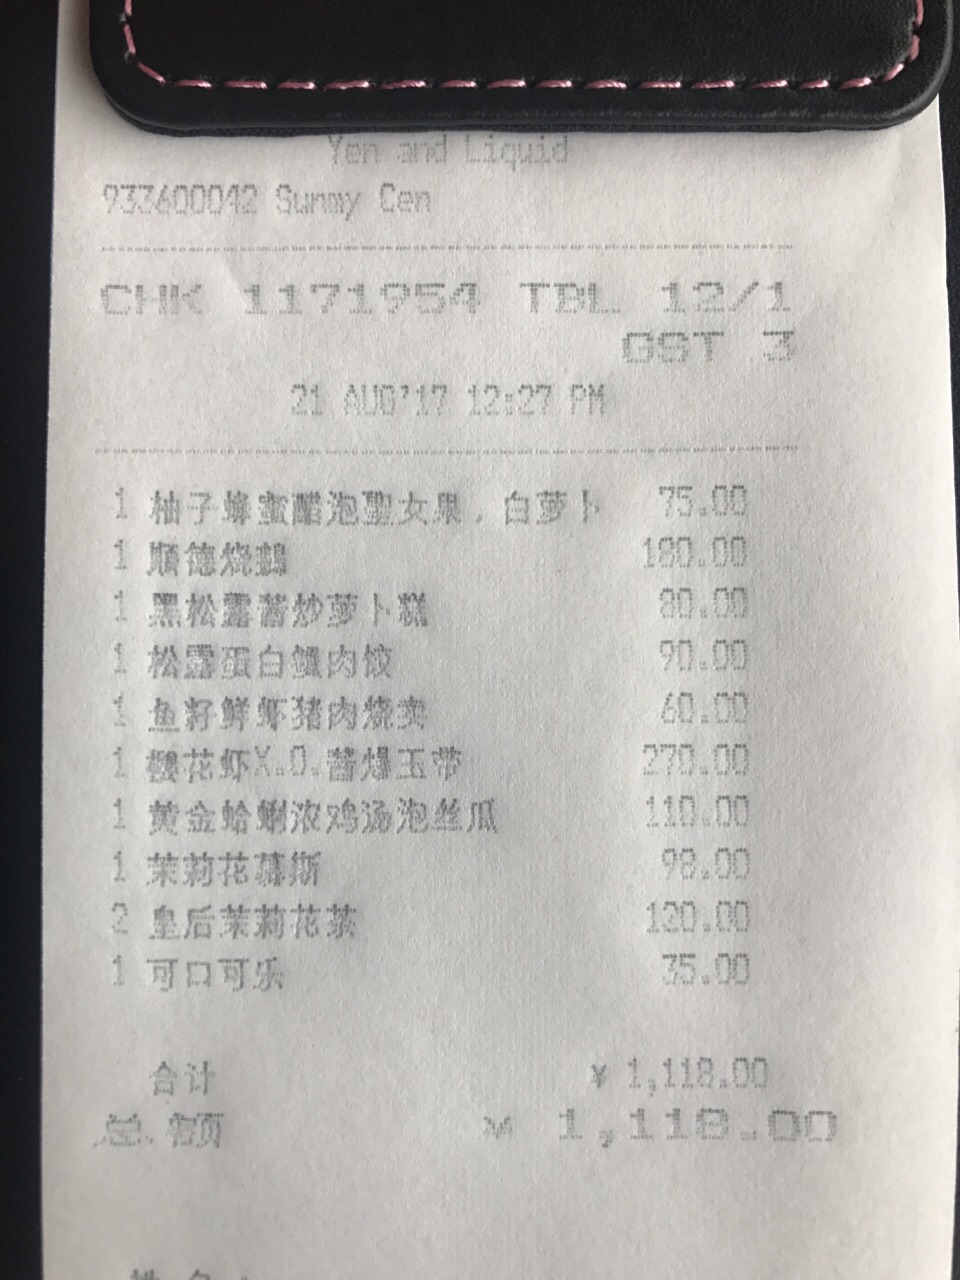 Yen and Liquid
933600042 Sunny Cen
CHK 1171954 TBL 12/1
GST 3
21 AUG'17 12:27 PM
1 柚子蜂蜜醋泡聖女果，白萝卜 75.00
1 顺德烧鹅 180.00
1 黑松露酱炒萝卜糕 80.00
1 松露蛋白蟹肉饺 90.00
1 鱼籽鲜虾猪肉烧卖 60.00
1 樱花虾X.O.酱爆玉带 270.00
1 黄金蛤蜊浓鸡汤泡丝瓜 110.00
1 茉莉花慕斯 98.00
2 皇后茉莉花茶 120.00
1 可口可乐 35.00
合计 ¥ 1,118.00
总额 ¥ 1,118.00